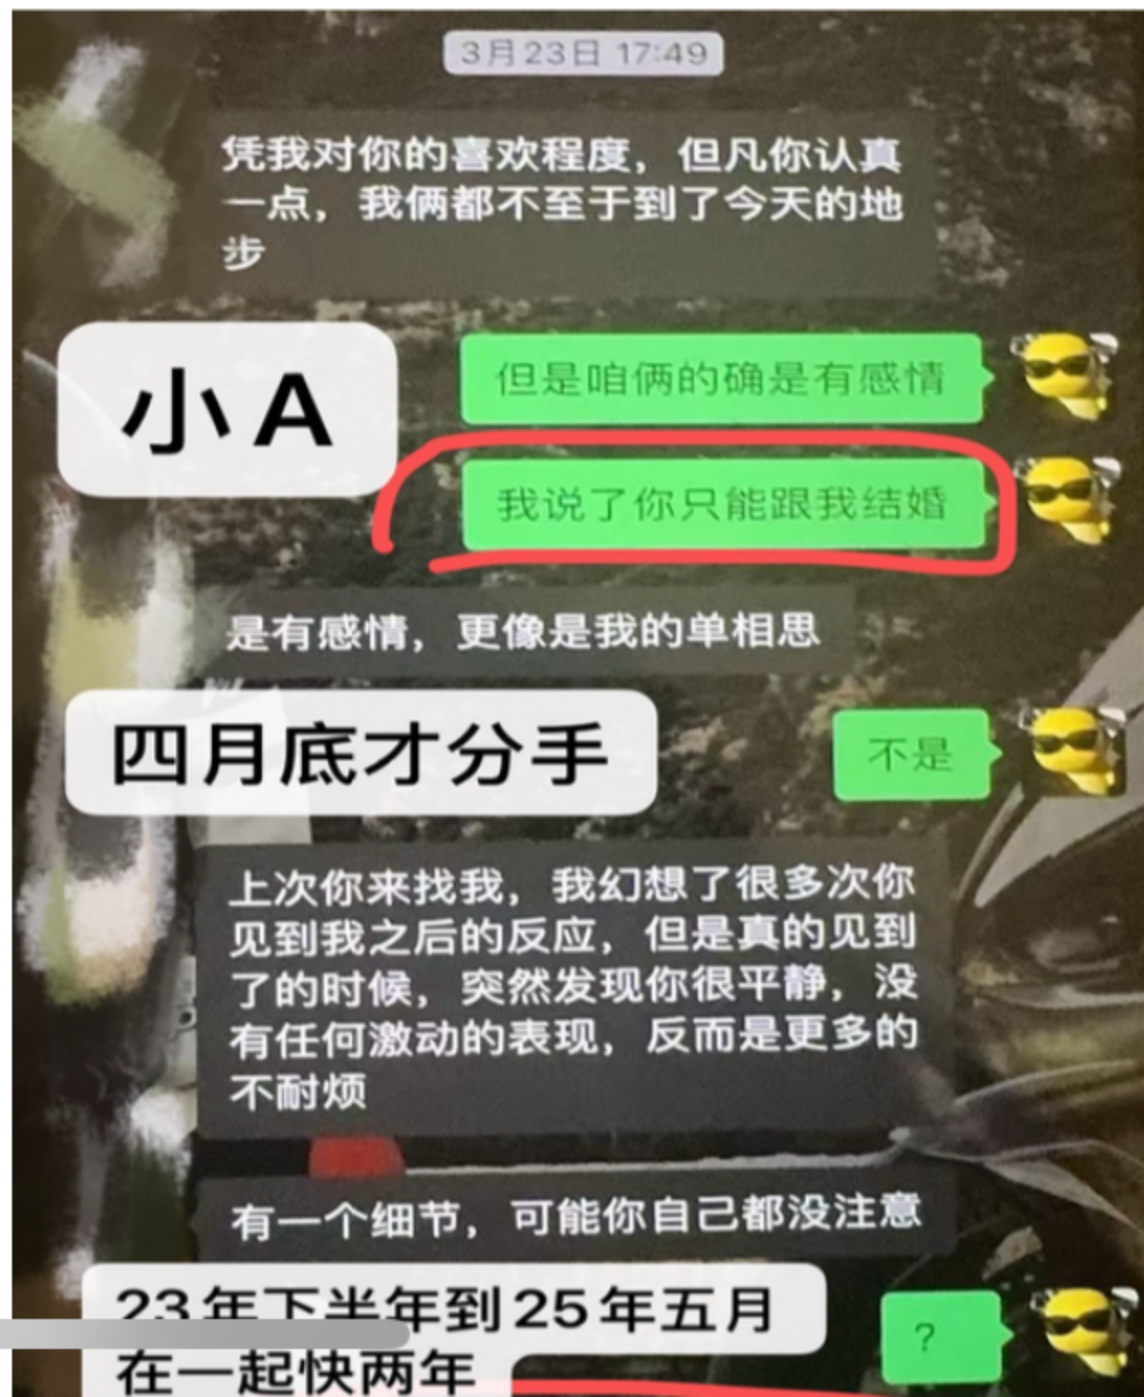 3月23日 17:49
凭我对你的喜欢程度，但凡你认真
一点，我俩都不至于到了今天的地
步
小A
但是咱俩的确是有感情
我说了你只能跟我结婚
是有感情，更像是我的单相思
四月底才分手
不是
上次你来找我，我幻想了很多次你
见到我之后的反应，但是真的见到
了的时候，突然发现你很平静，没
有任何激动的表现，反而是更多的
不耐烦
有一个细节，可能你自己都没注意
23年下半年到25年五月
在一起快两年
？